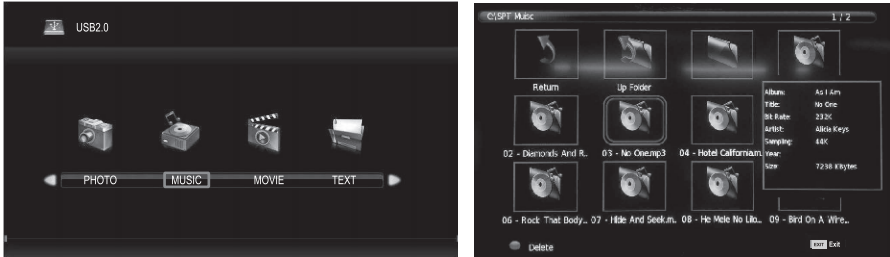 USB2.0
PHOTO MUSIC MOVIE TEXT
C:\SPT Muisc 1 / 2
Return Up Folder
Album: As I Am
Title: No One
Bit Rate: 232K
Artist: Alicia Keys
Sampling: 44K
Year:
Size: 7238 KBytes
02 - Diamonds And R.. 03 - No One.mp3 04 - Hotel California.m
06 - Rock That Body.. 07 - Hide And Seek.m.. 08 - He Mele No Lilo.. 09 - Bird On A Wire..
Delete EXIT Exit